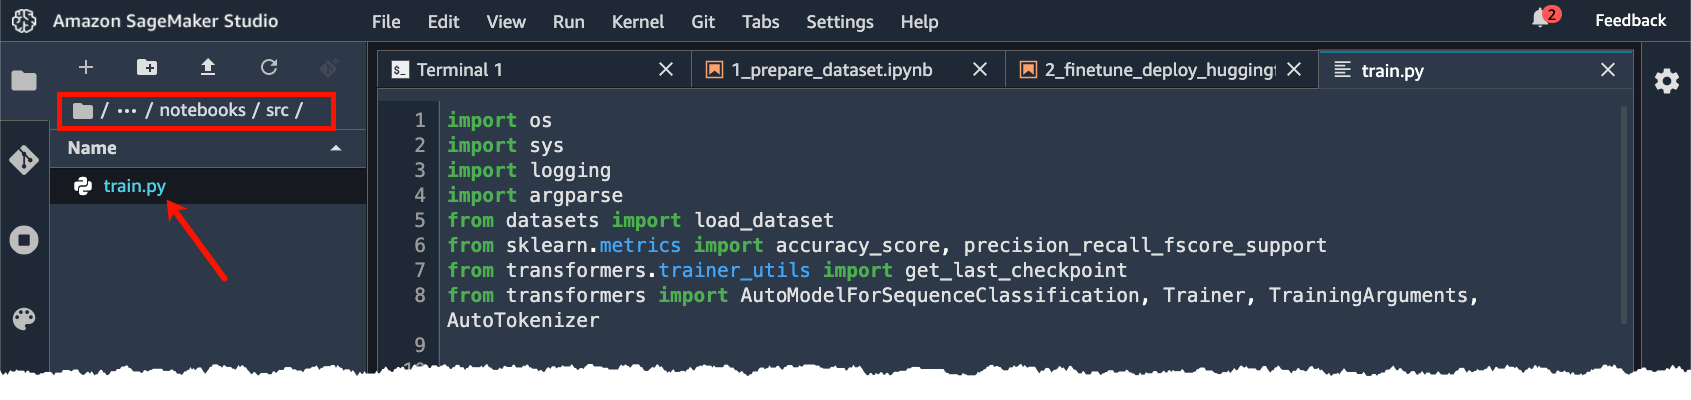 Amazon SageMaker Studio File Edit View Run Kernel Git Tabs Settings Help 2 Feedback
$_ Terminal 1 1_prepare_dataset.ipynb 2_finetune_deploy_huggingf train.py
/ ··· / notebooks / src /
Name
train.py
1 import os
2 import sys
3 import logging
4 import argparse
5 from datasets import load_dataset
6 from sklearn.metrics import accuracy_score, precision_recall_fscore_support
7 from transformers.trainer_utils import get_last_checkpoint
8 from transformers import AutoModelForSequenceClassification, Trainer, TrainingArguments,
AutoTokenizer
9